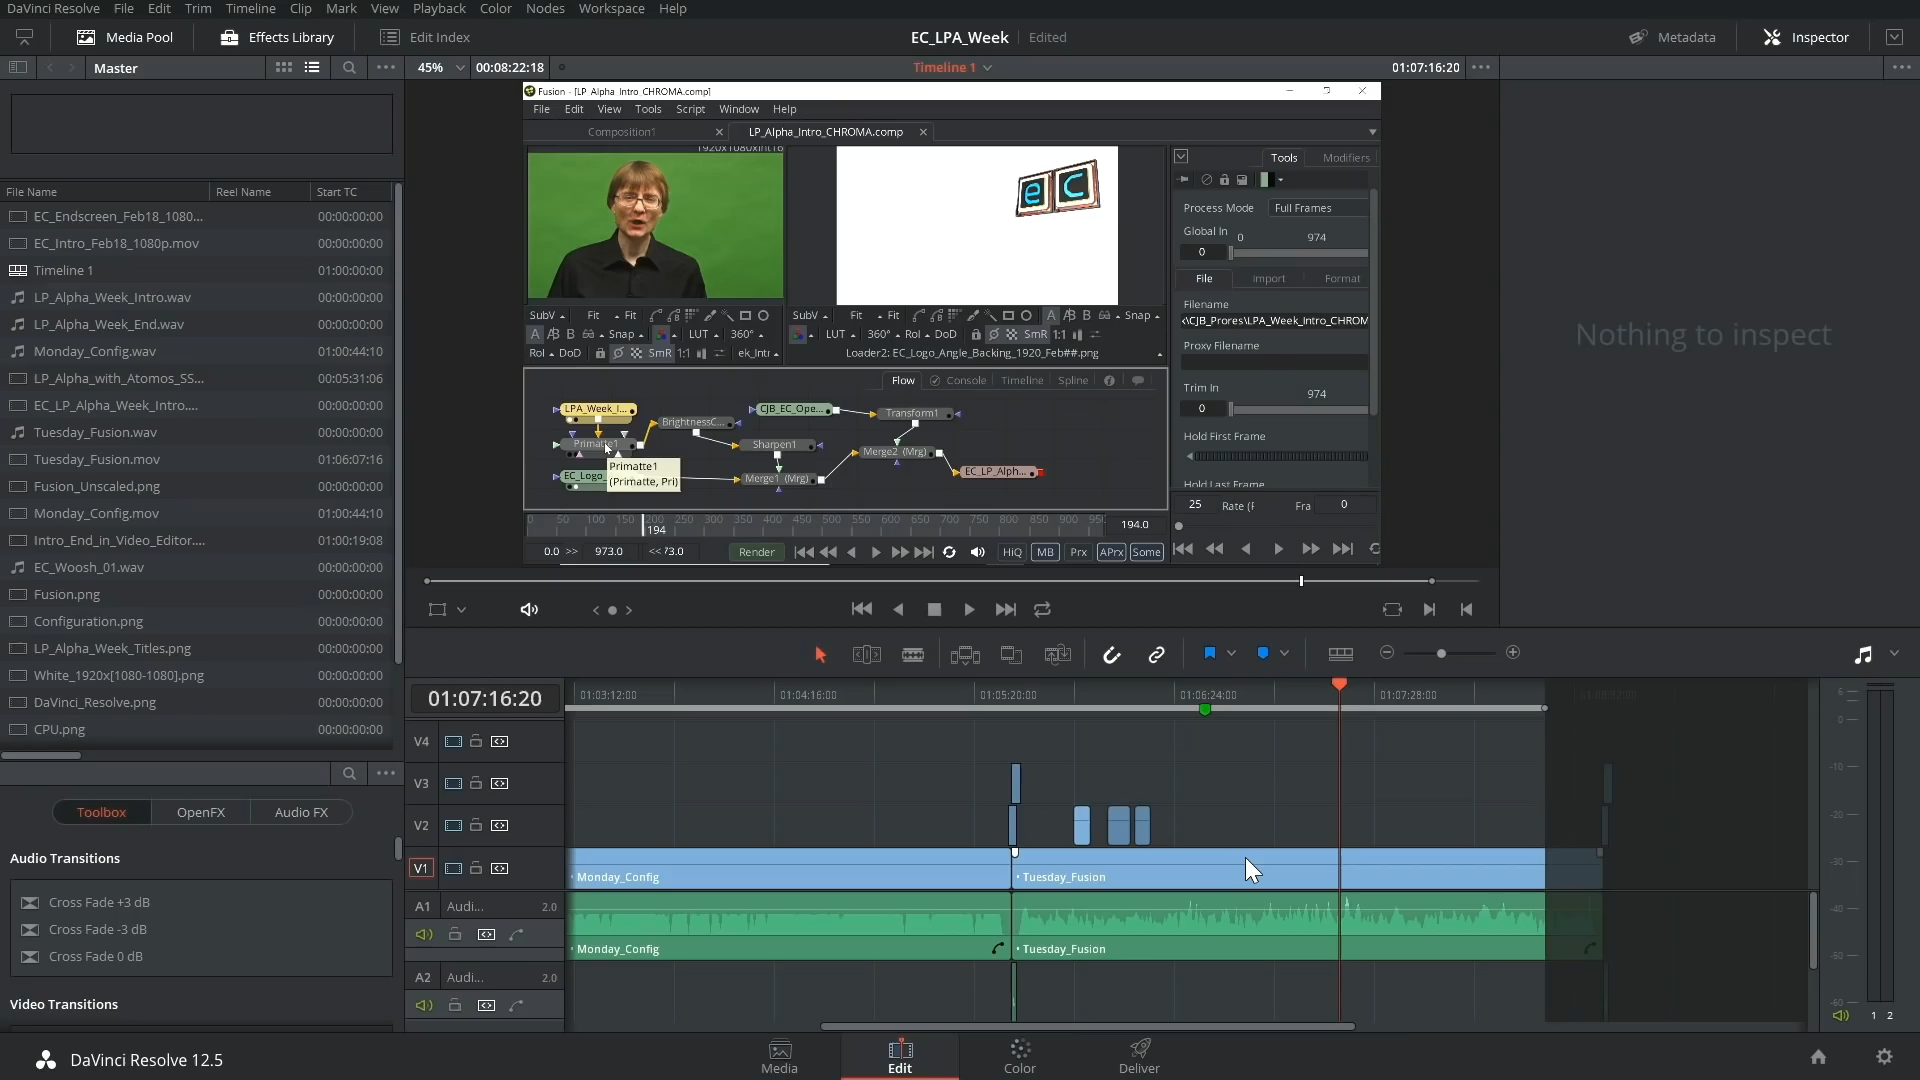 DaVinci Resolve File Edit Trim Timeline Clip Mark View Playback Color Nodes Workspace Help
Media Pool Effects Library Edit Index EC_LPA_Week Edited Metadata Inspector
Master 45% 00:08:22:18 Timeline 1 01:07:16:20
File Name Reel Name Start TC
EC_Endscreen_Feb18_1080... 00:00:00:00
EC_Intro_Feb18_1080p.mov 00:00:00:00
Timeline 1 01:00:00:00
LP_Alpha_Week_Intro.wav 00:00:00:00
LP_Alpha_Week_End.wav 00:00:00:00
Monday_Config.wav 01:00:44:10
LP_Alpha_with_Atomos_SS... 00:05:31:06
EC_LP_Alpha_Week_Intro.... 00:00:00:00
Tuesday_Fusion.wav 00:00:00:00
Tuesday_Fusion.mov 01:06:07:16
Fusion_Unscaled.png 00:00:00:00
Monday_Config.mov 01:00:44:10
Intro_End_in_Video_Editor.... 01:00:19:08
EC_Woosh_01.wav 00:00:00:00
Fusion.png 00:00:00:00
Configuration.png 00:00:00:00
LP_Alpha_Week_Titles.png 00:00:00:00
White_1920x[1080-1080].png 00:00:00:00
DaVinci_Resolve.png 00:00:00:00
CPU.png 00:00:00:00
Toolbox OpenFX Audio FX
Audio Transitions
Cross Fade +3 dB
Cross Fade -3 dB
Cross Fade 0 dB
Video Transitions
Fusion - [LP_Alpha_Intro_CHROMA.comp]
File Edit View Tools Script Window Help
Composition1 LP_Alpha_Intro_CHROMA.comp
1920x1080xint16
e c
SubV Fit Fit SubV Fit Fit A B Snap
A B Snap LUT 360° LUT 360° RoI DoD SmR 1:1
RoI DoD SmR 1:1 ek_Intr Loader2: EC_Logo_Angle_Backing_1920_Feb##.png
Tools Modifiers
Process Mode Full Frames
Global In 0 974
0
File Import Format
Filename
<\CJB_Prores\LPA_Week_Intro_CHROM
Proxy Filename
Trim In 974
0
Hold First Frame
Hold Last Frame
25 Rate (f Fra 0
Flow Console Timeline Spline
LPA_Week_I... CJB_EC_Ope... Transform1
BrightnessC...
Primatte1 Sharpen1 Merge2 (Mrg)
Primatte1
(Primatte, Pri)
EC_Logo_ Merge1 (Mrg) EC_LP_Alph...
0 50 100 150 200 250 300 350 400 450 500 550 600 650 700 750 800 850 900 95
194 194.0
0.0 >> 973.0 <<73.0 Render HiQ MB Prx APrx Some
Nothing to inspect
01:07:16:20 01:03:12:00 01:04:16:00 01:05:20:00 01:06:24:00 01:07:28:00
V4
V3
V2
V1 Monday_Config Tuesday_Fusion
A1 Audi... 2.0
Monday_Config Tuesday_Fusion
A2 Audi... 2.0
6
0
-10
-20
-30
-40
-50
-60
1 2
DaVinci Resolve 12.5 Media Edit Color Deliver